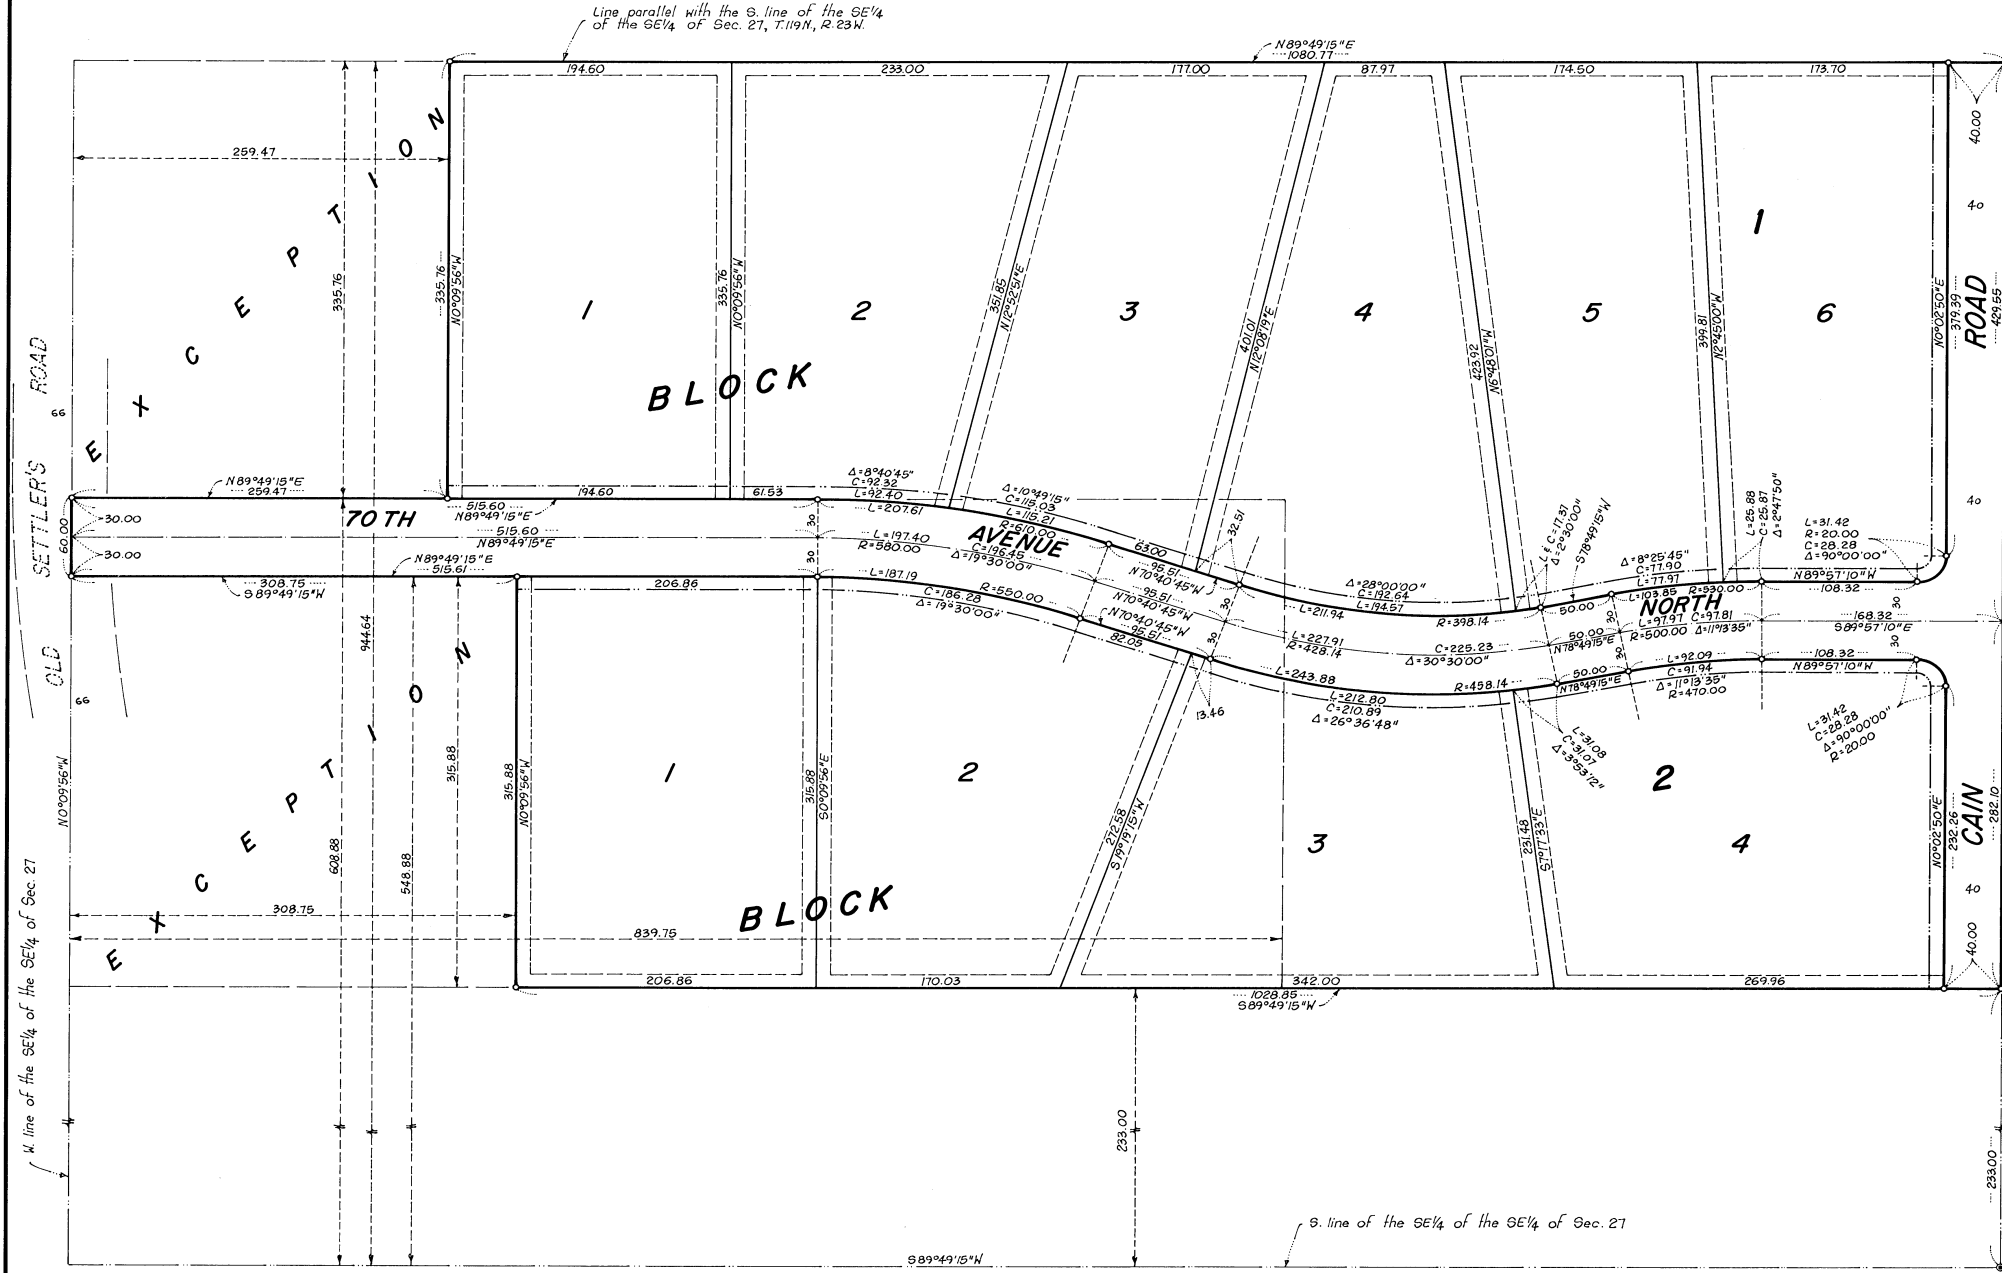 Line parallel with the S. line of the SE1/4
of the SE1/4 of Sec. 27, T.119N., R.23W.
N89°49'15"E
1080.77
194.60
233.00
177.00
87.97
174.50
173.70
40.00
40
40
259.47
EXCEPTION
335.76
944.64
335.76
N0°09'56"W
335.76
N0°09'56"W
351.85
N12°52'51"E
401.01
N12°08'19"E
423.92
N6°48'01"W
399.81
N2°45'00"W
N0°02'50"E
379.39
ROAD
429.55
1
1
2
3
4
5
6
BLOCK
OLD SETTLER'S ROAD
66
66
N89°49'15"E
259.47
60.00
30.00
30.00
70TH
515.60
N89°49'15"E
194.60
61.53
515.60
N89°49'15"E
N89°49'15"E
515.61
308.75
S89°49'15"W
206.86
30
30
Δ=8°40'45"
C=92.32
L=92.40
L=207.61
Δ=10°49'15"
C=115.03
L=115.21
R=610.00
AVENUE
L=197.40
R=580.00
C=196.45
Δ=19°30'00"
L=187.19
R=550.00
C=186.28
Δ=19°30'00"
63.00
95.51
N70°40'45"W
95.51
N70°40'45"W
N70°40'45"W
95.51
82.05
32.51
30
30
13.46
Δ=28°00'00"
C=192.64
L=194.57
L=211.94
R=398.14
L=227.91
R=428.14
C=225.23
Δ=30°30'00"
L=243.88
R=458.14
L=212.80
C=210.89
Δ=26°36'48"
L & C=17.37
Δ=2°30'00"
S78°49'15"W
50.00
50.00
N78°49'15"E
50.00
N78°49'15"E
30
30
Δ=8°25'45"
C=77.90
L=77.97
L=103.85
R=530.00
NORTH
L=97.97
C=97.81
R=500.00
Δ=11°13'35"
L=92.09
C=91.94
Δ=11°13'35"
R=470.00
L=25.88
C=25.87
Δ=2°47'50"
L=31.42
R=20.00
C=28.28
Δ=90°00'00"
N89°57'10"W
108.32
30
168.32
S89°57'10"E
30
108.32
N89°57'10"W
L=31.42
C=28.28
Δ=90°00'00"
R=20.00
L=31.08
C=31.07
Δ=3°53'12"
EXCEPTION
N0°09'56"W
608.88
548.88
315.88
315.88
N0°09'56"W
315.88
S0°09'56"E
272.58
S19°19'15"W
231.48
S7°17'33"E
N0°02'50"E
232.26
CAIN
282.10
40
40.00
1
2
3
2
4
BLOCK
308.75
839.75
206.86
170.03
342.00
269.96
1028.85
S89°49'15"W
233.00
233.00
W. line of the SE1/4 of the SE1/4 of Sec. 27
S. line of the SE1/4 of the SE1/4 of Sec. 27
S89°49'15"W